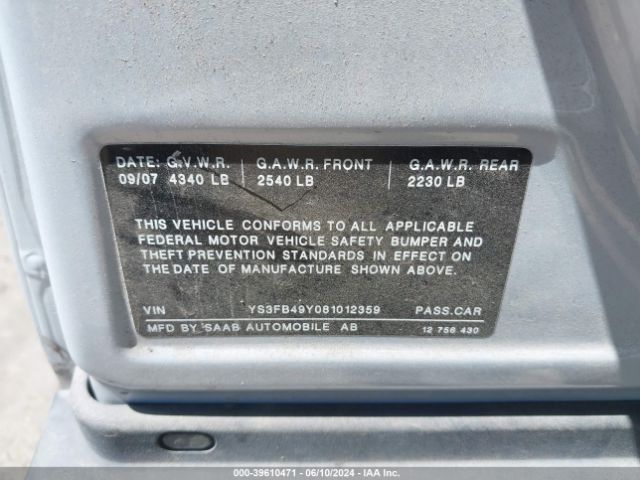 DATE: G.V.W.R. G.A.W.R. FRONT G.A.W.R. REAR
09/07 4340 LB 2540 LB 2230 LB
THIS VEHICLE CONFORMS TO ALL APPLICABLE
FEDERAL MOTOR VEHICLE SAFETY BUMPER AND
THEFT PREVENTION STANDARDS IN EFFECT ON
THE DATE OF MANUFACTURE SHOWN ABOVE.
VIN YS3FB49Y081012359 PASS.CAR
MFD BY SAAB AUTOMOBILE AB 12 756 430
000-39610471 - 06/10/2024 - IAA Inc.